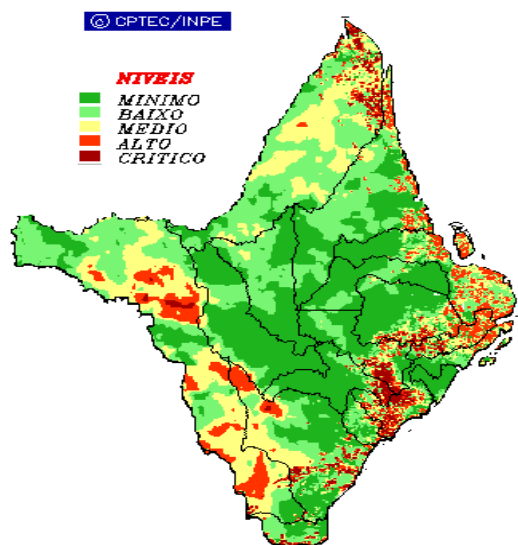 © CPTEC/INPE
NIVEIS
MINIMO
BAIXO
MEDIO
ALTO
CRITICO